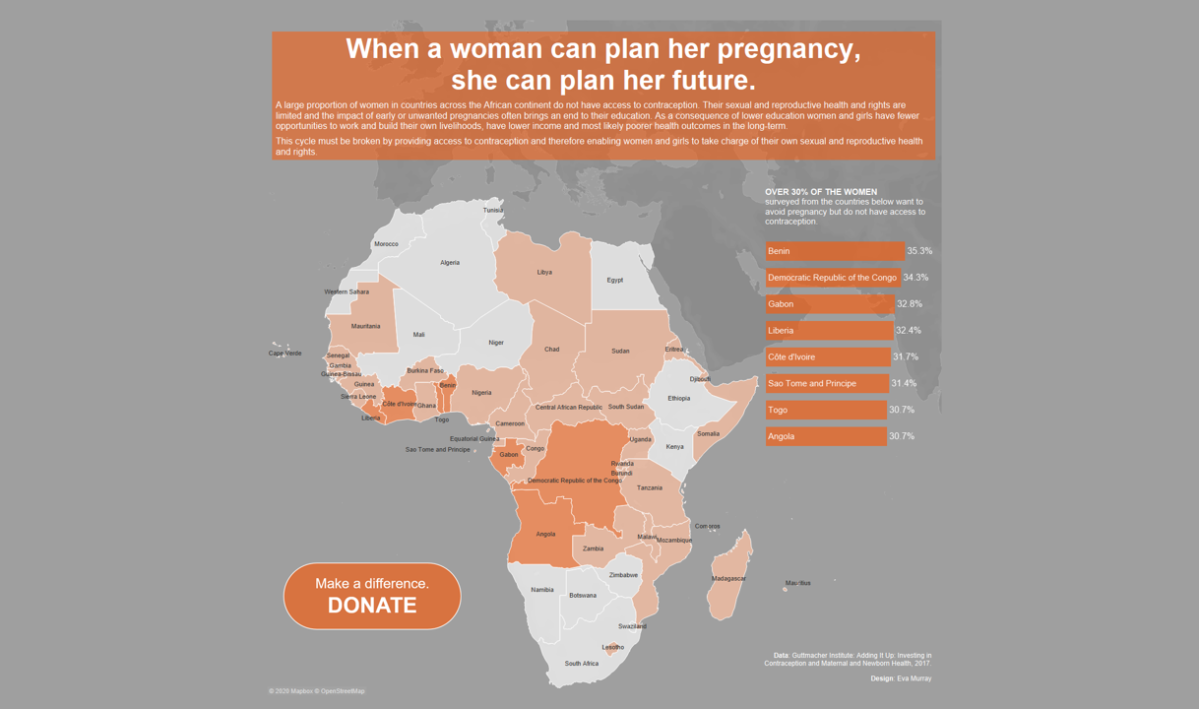 When a woman can plan her pregnancy,
she can plan her future.
A large proportion of women in countries across the African continent do not have access to contraception. Their sexual and reproductive health and rights are
limited and the impact of early or unwanted pregnancies often brings an end to their education. As a consequence of lower education women and girls have fewer
opportunities to work and build their own livelihoods, have lower income and most likely poorer health outcomes in the long-term.
This cycle must be broken by providing access to contraception and therefore enabling women and girls to take charge of their own sexual and reproductive health
and rights.
OVER 30% OF THE WOMEN
surveyed from the countries below want to
avoid pregnancy but do not have access to
contraception.
Benin 35.3%
Democratic Republic of the Congo 34.3%
Gabon 32.8%
Liberia 32.4%
Côte d'Ivoire 31.7%
Sao Tome and Principe 31.4%
Togo 30.7%
Angola 30.7%
Tunisia
Morocco
Algeria
Libya
Egypt
Western Sahara
Mauritania
Mali
Niger
Chad
Sudan
Eritrea
Cape Verde
Senegal
Gambia
Guinea-Bissau
Guinea
Sierra Leone
Liberia
Côte d'Ivoire
Burkina Faso
Ghana
Togo
Benin
Nigeria
Djibouti
Ethiopia
Central African Republic
South Sudan
Somalia
Cameroon
Equatorial Guinea
Sao Tome and Principe
Gabon
Congo
Uganda
Kenya
Rwanda
Burundi
Democratic Republic of the Congo
Tanzania
Comoros
Angola
Zambia
Malawi
Mozambique
Madagascar
Mauritius
Zimbabwe
Namibia
Botswana
Swaziland
Lesotho
South Africa
Make a difference.
DONATE
Data: Guttmacher Institute: Adding It Up: Investing in
Contraception and Maternal and Newborn Health, 2017.
Design: Eva Murray
© 2020 Mapbox © OpenStreetMap